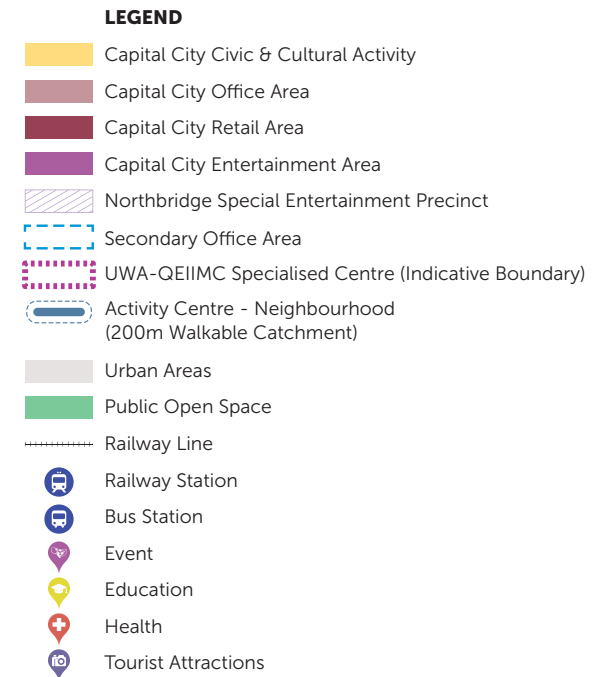 LEGEND
Capital City Civic & Cultural Activity
Capital City Office Area
Capital City Retail Area
Capital City Entertainment Area
Northbridge Special Entertainment Precinct
Secondary Office Area
UWA-QEIIMC Specialised Centre (Indicative Boundary)
Activity Centre - Neighbourhood
(200m Walkable Catchment)
Urban Areas
Public Open Space
Railway Line
Railway Station
Bus Station
Event
Education
Health
Tourist Attractions